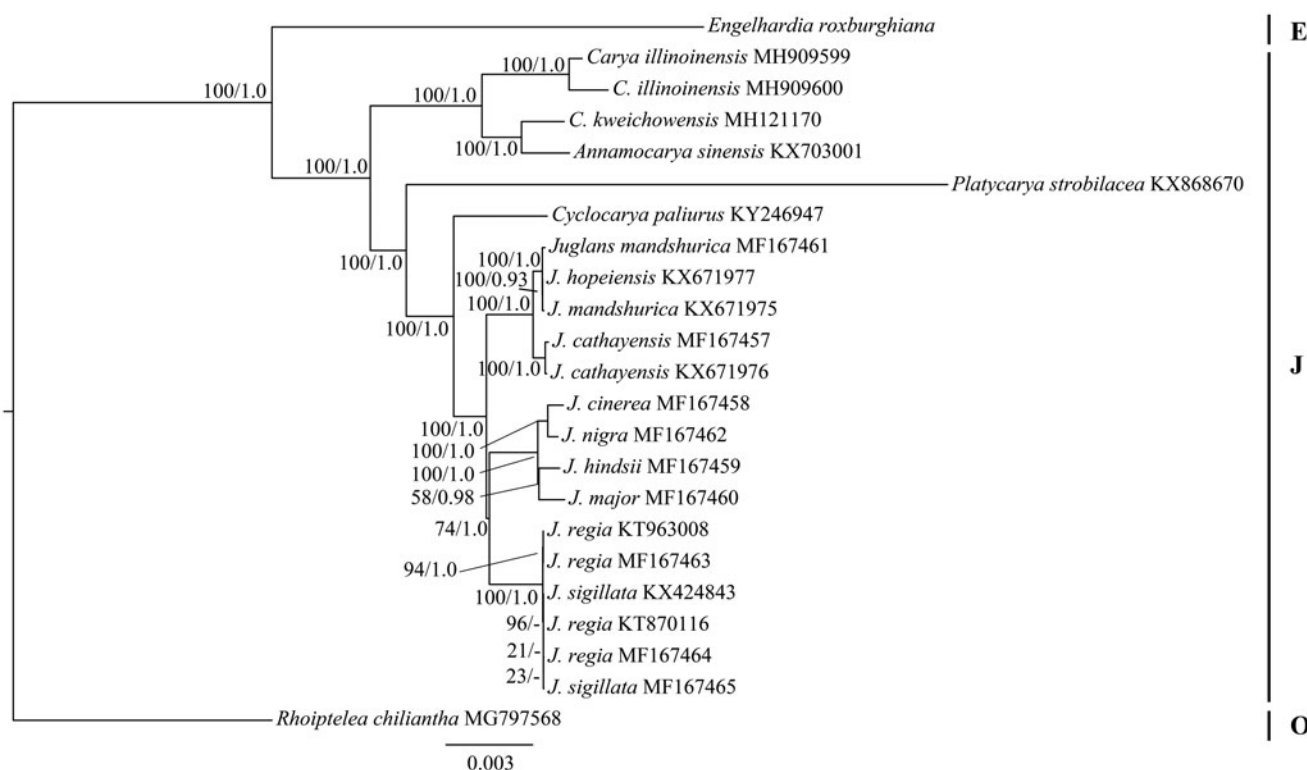 Engelhardia roxburghiana
E
Carya illinoinensis MH909599
100/1.0
C. illinoinensis MH909600
100/1.0
100/1.0
C. kweichowensis MH121170
100/1.0
Annamocarya sinensis KX703001
100/1.0
Platycarya strobilacea KX868670
Cyclocarya paliurus KY246947
Juglans mandshurica MF167461
100/1.0
100/1.0
J. hopeiensis KX671977
100/0.93
J. mandshurica KX671975
100/1.0
100/1.0
J. cathayensis MF167457
J
100/1.0
J. cathayensis KX671976
J. cinerea MF167458
100/1.0
J. nigra MF167462
100/1.0
J. hindsii MF167459
100/1.0
58/0.98
J. major MF167460
74/1.0
J. regia KT963008
J. regia MF167463
94/1.0
J. sigillata KX424843
100/1.0
J. regia KT870116
96/-
J. regia MF167464
21/-
23/-
J. sigillata MF167465
Rhoiptelea chiliantha MG797568
O
0.003